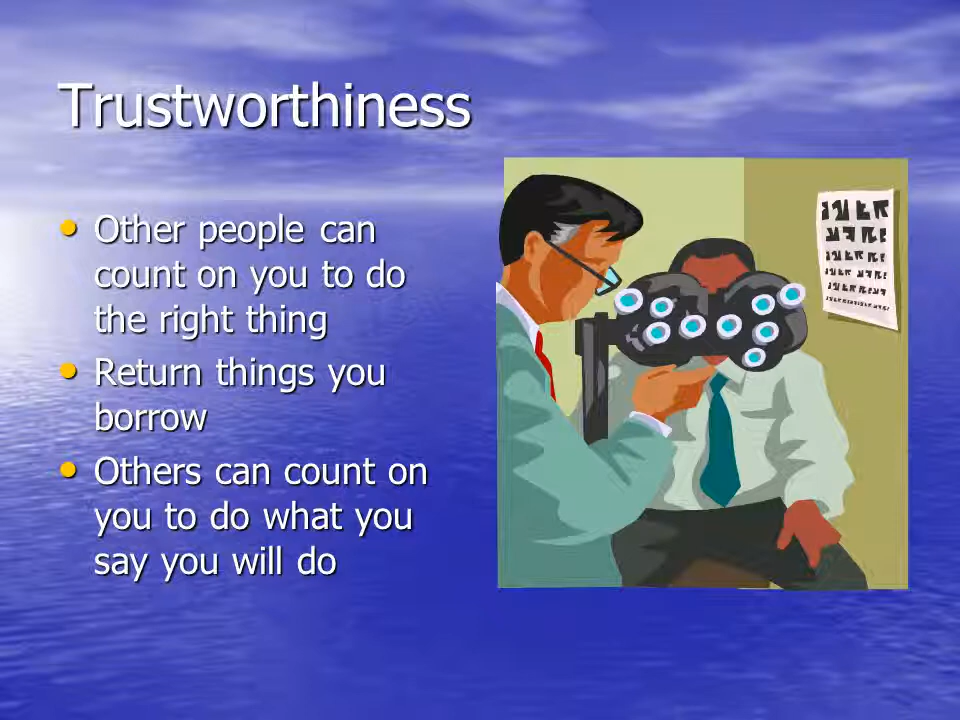 Trustworthiness
• Other people can
count on you to do
the right thing
• Return things you
borrow
• Others can count on
you to do what you
say you will do